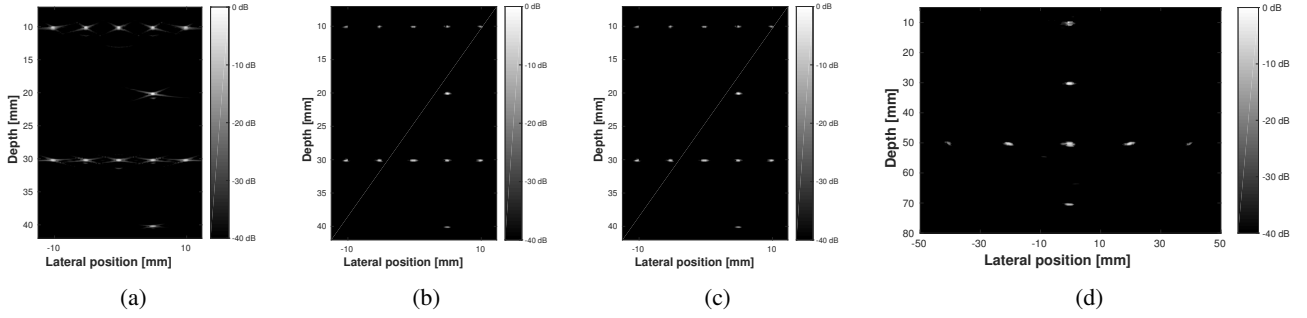 0 dB
-10 dB
-20 dB
-30 dB
-40 dB
10
15
20
25
30
35
40
Depth [mm]
-10
10
Lateral position [mm]
(a)
0 dB
-10 dB
-20 dB
-30 dB
-40 dB
10
15
20
25
30
35
40
Depth [mm]
-10
0
10
Lateral position [mm]
(b)
0 dB
-10 dB
-20 dB
-30 dB
-40 dB
10
15
20
25
30
35
40
Depth [mm]
-10
0
10
Lateral position [mm]
(c)
0 dB
-10 dB
-20 dB
-30 dB
-40 dB
10
20
30
40
50
60
70
80
Depth [mm]
-50
-30
-10
10
30
50
Lateral position [mm]
(d)